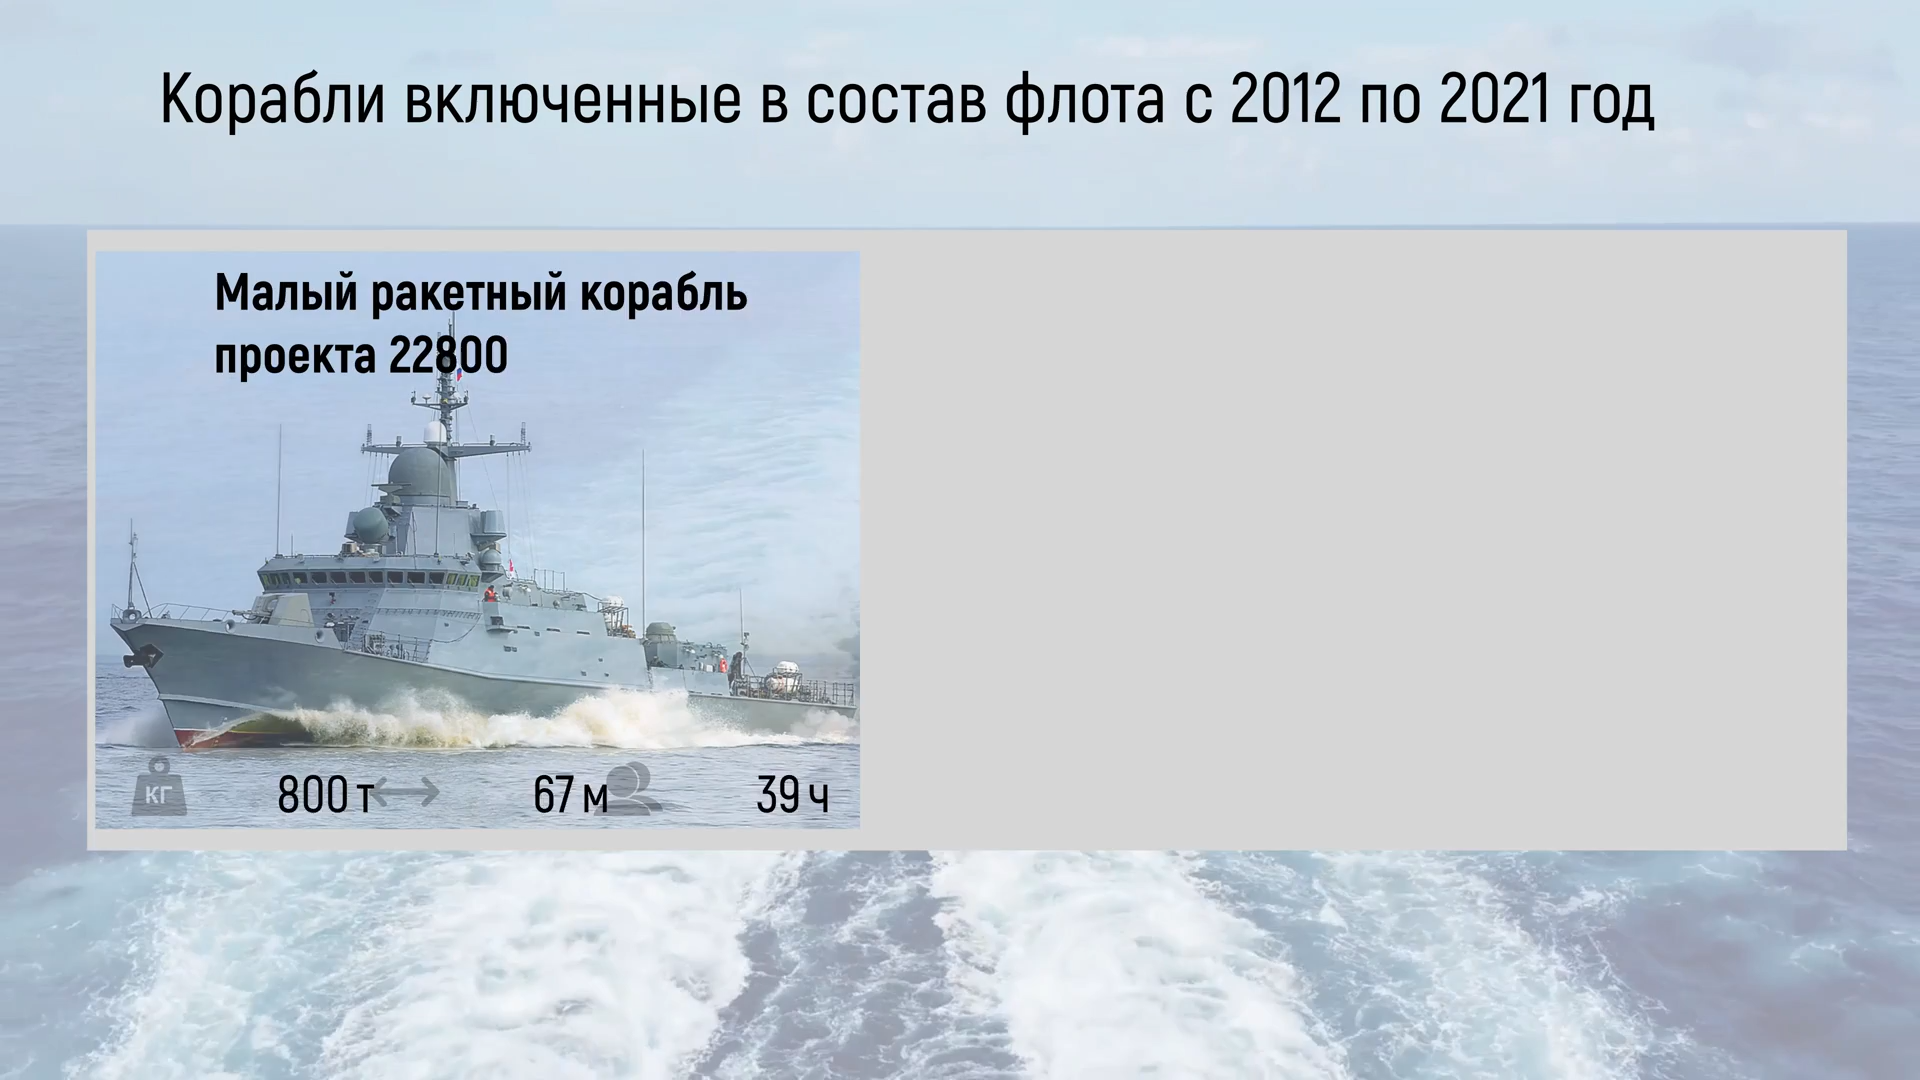 Корабли включенные в состав флота с 2012 по 2021 год
Малый ракетный корабль
проекта 22800
кг 800 т 67 м 39 ч